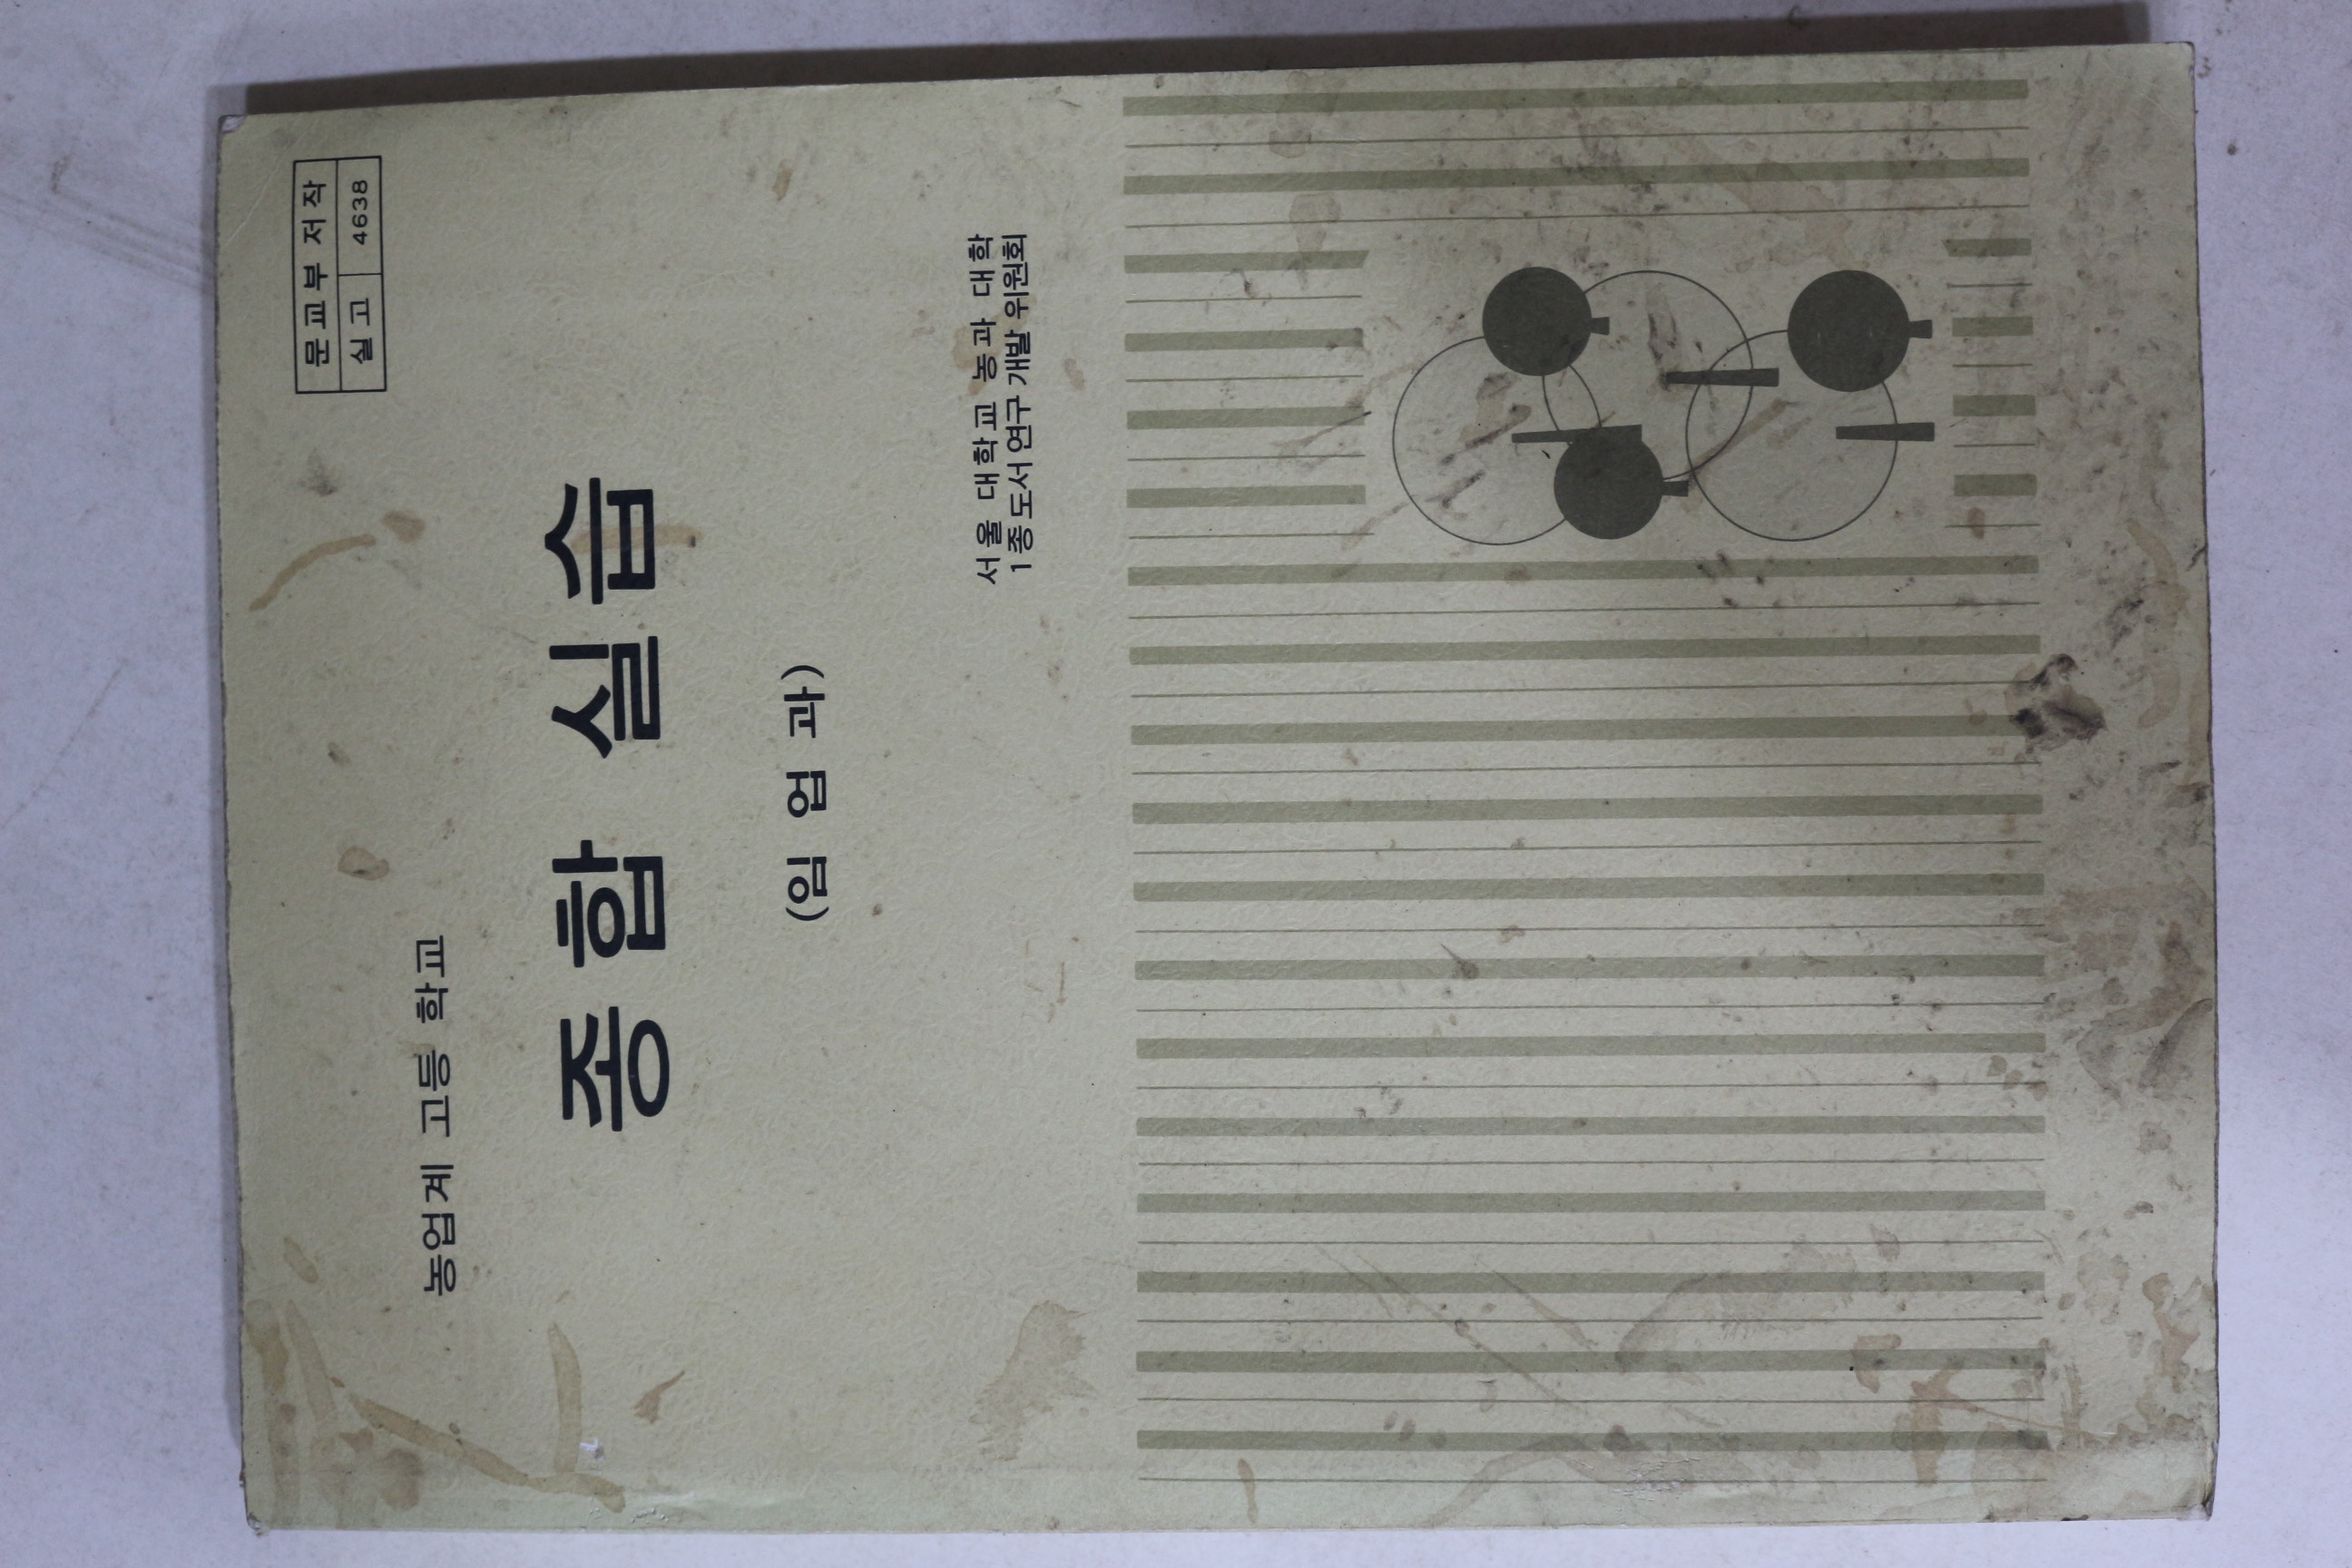 문교부 저작
실고 4638
농업계 고등 학교
종합 실습
(임 업 과)
서울 대학교 농과 대학
1종도서연구개발위원회